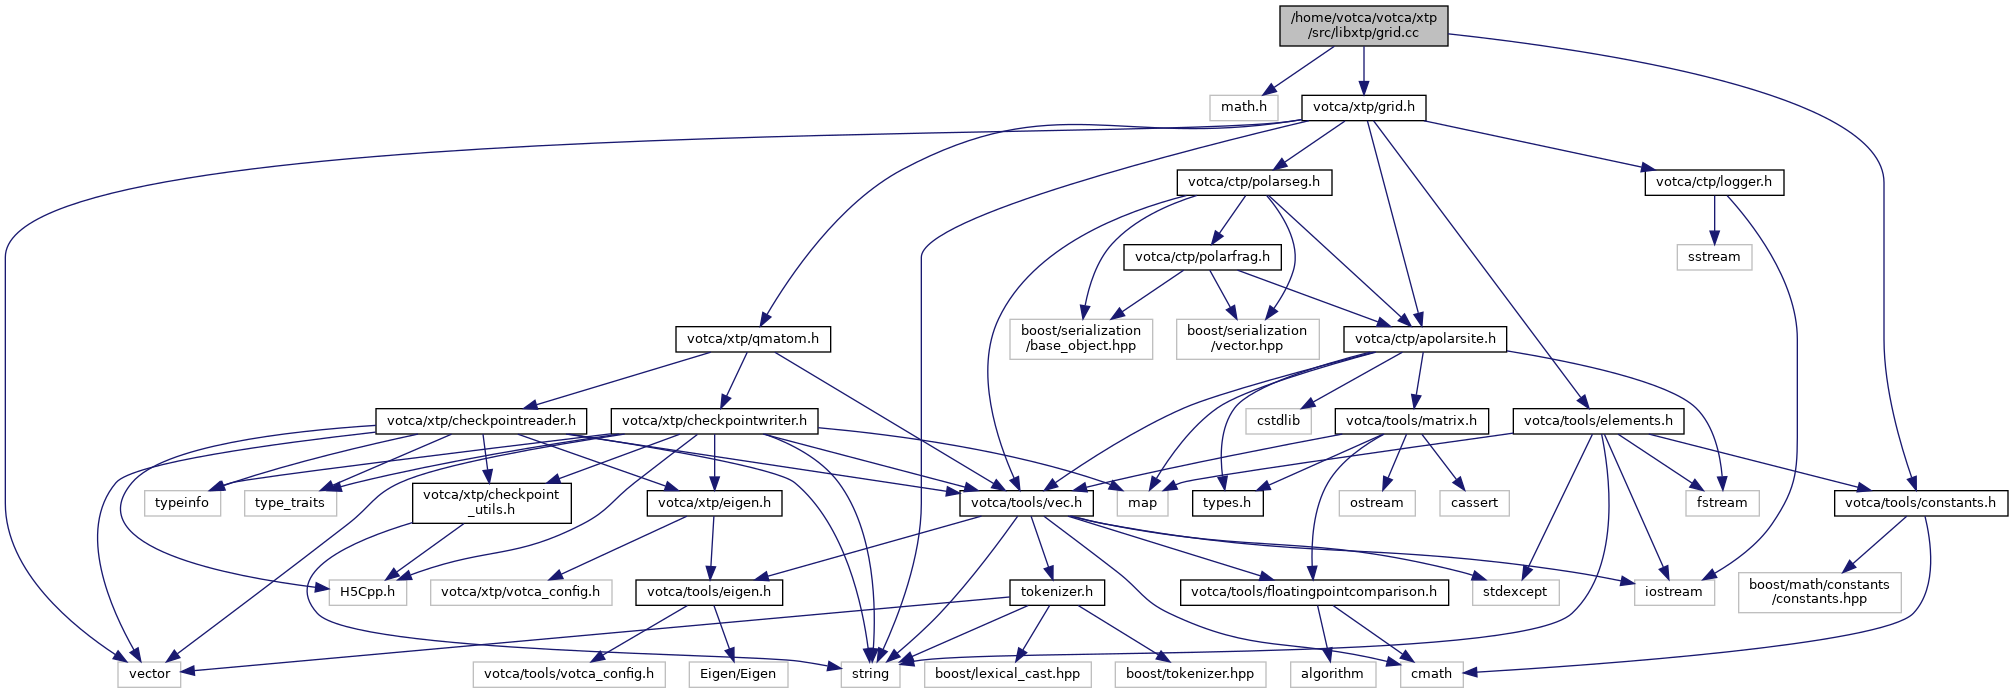 /home/votca/votca/xtp
/src/libxtp/grid.cc
math.h
votca/xtp/grid.h
votca/ctp/polarseg.h
votca/ctp/logger.h
votca/ctp/polarfrag.h
sstream
boost/serialization
/base_object.hpp
boost/serialization
/vector.hpp
votca/xtp/qmatom.h
votca/ctp/apolarsite.h
votca/xtp/checkpointreader.h
votca/xtp/checkpointwriter.h
cstdlib
votca/tools/matrix.h
votca/tools/elements.h
typeinfo
type_traits
votca/xtp/checkpoint
_utils.h
votca/xtp/eigen.h
votca/tools/vec.h
map
types.h
ostream
cassert
fstream
votca/tools/constants.h
H5Cpp.h
votca/xtp/votca_config.h
votca/tools/eigen.h
tokenizer.h
votca/tools/floatingpointcomparison.h
stdexcept
iostream
boost/math/constants
/constants.hpp
vector
votca/tools/votca_config.h
Eigen/Eigen
string
boost/lexical_cast.hpp
boost/tokenizer.hpp
algorithm
cmath